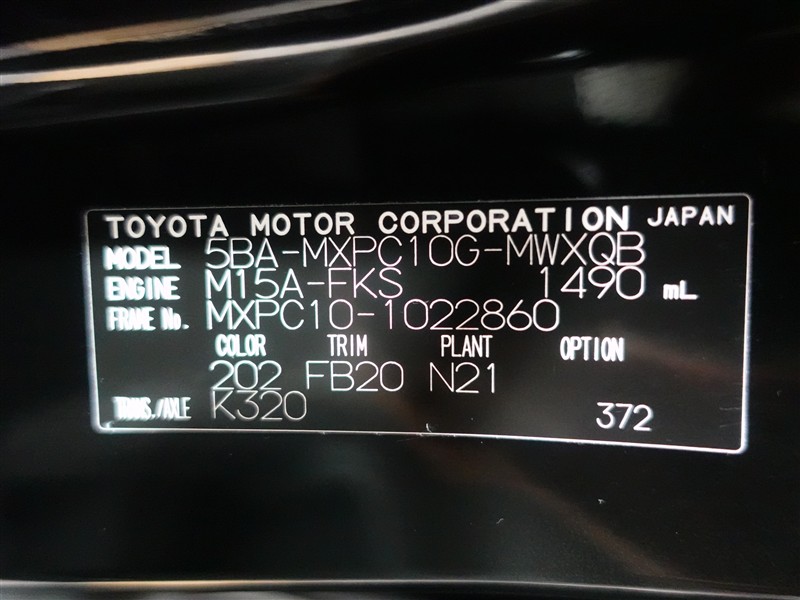 TOYOTA MOTOR CORPORATION JAPAN
MODEL 5BA-MXPC10G-MWXQB
ENGINE M15A-FKS 1490 mL
FRAME No. MXPC10-1022860
COLOR TRIM PLANT OPTION
202 FB20 N21
TRANS./AXLE K320 372